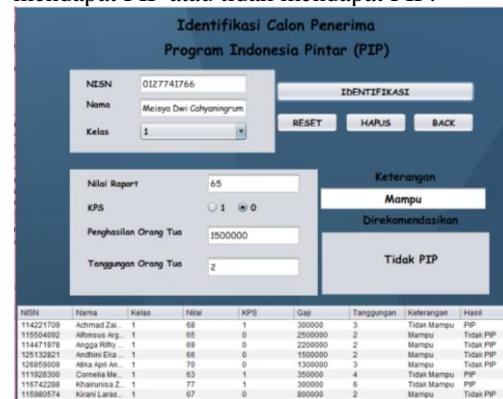 Identifikasi Calon Penerima
Program Indonesia Pintar (PIP)
NISN 0127741766
Nama Meisya Dwi Cahyaningrum
Kelas 1
IDENTIFIKASI
RESET HAPUS BACK
Nilai Raport 65
KPS 1 0
Penghasilan Orang Tua 1500000
Tanggungan Orang Tua 2
Keterangan
Mampu
Direkomendasikan
Tidak PIP
NISN Nama Kelas Nilai KPS Gaji Tanggungan Keterangan Hasil
114221709 Achmad Zai... 1 68 1 300000 3 Tidak Mampu PIP
115504092 Alfonsus Arg... 1 65 0 2500000 2 Mampu Tidak PIP
114471978 Angga Rifky ... 1 69 0 2200000 2 Mampu Tidak PIP
125132821 Andhini Eka ... 1 66 0 1500000 2 Mampu Tidak PIP
126859009 Atika Apri An... 1 70 0 1300000 3 Mampu Tidak PIP
111928300 Cornelia Me... 1 63 1 350000 4 Tidak Mampu PIP
116742288 Khairunisa Z... 1 77 1 300000 6 Tidak Mampu PIP
115980574 Kirani Laras... 1 67 0 800000 2 Mampu Tidak PIP